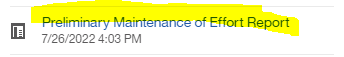 Preliminary Maintenance of Effort Report
7/26/2022 4:03 PM